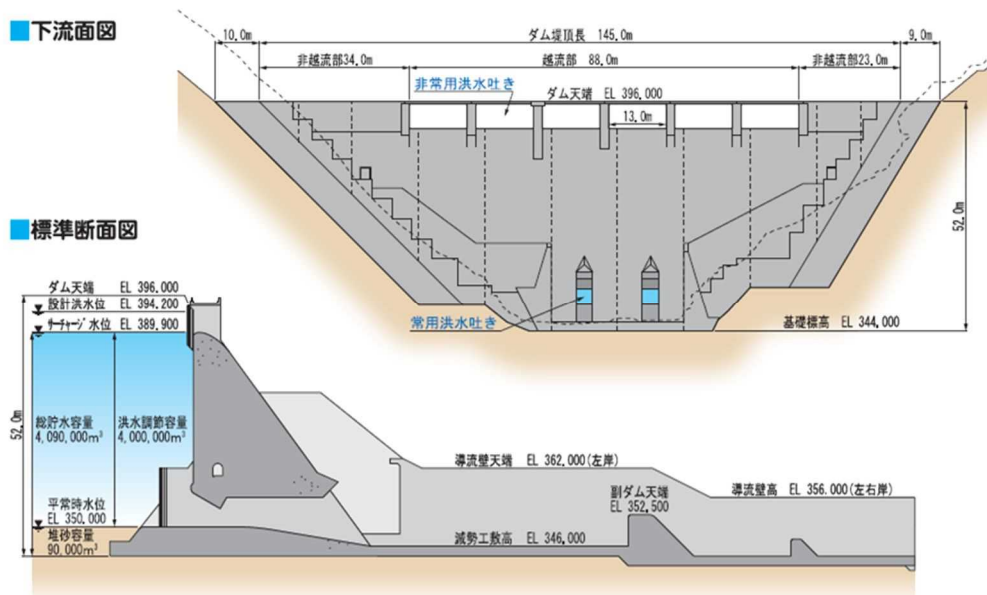 下流面図
10.0m
ダム堤頂長 145.0m
9.0m
非越流部34.0m
越流部 88.0m
非越流部23.0m
非常用洪水吐き
ダム天端 EL 396.000
13.0m
52.0m
常用洪水吐き
基礎標高 EL 344.000
標準断面図
ダム天端 EL 396.000
設計洪水位 EL 394.200
サーチャージ水位 EL 389.900
52.0m
総貯水容量
4,090,000m³
洪水調節容量
4,000,000m³
平常時水位
EL 350.000
堆砂容量
90,000m³
導流壁天端 EL 362.000(左岸)
副ダム天端
EL 352.500
導流壁高 EL 356.000(左右岸)
減勢工敷高 EL 346.000